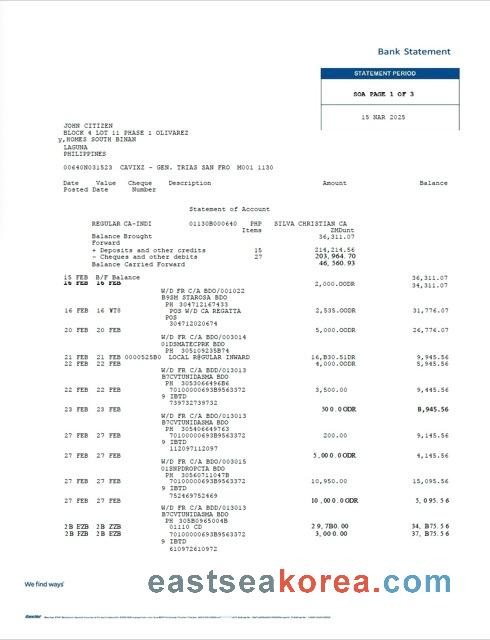 Bank Statement
STATEMENT PERIOD
SOA PAGE 1 OF 3
15 NAR 2025
JOHN CITIZEN
BLOCK 4 LOT 11 PHASE 1 OLIVAREZ
y,HOMES SOUTH BINAN
LAGUNA
PHILIPPINES
00640N031523 CAVIXZ - GEN. TRIAS SAN FRO M001 1130
Date Value Cheque Description Amount Balance
Posted Date Number
Statement of Account
REGULAR CA-INDI 01130B000640 PHP SILVA CHRISTIAN CA
Items ZMDunt
Balance Brought 36,311.07
Forward
+ Deposits and other credits 15 214,214.56
- Cheques and other debits 27 203,964.70
Balance Carried Forward 46,560.93
15 FEB B/F Balance 36,311.07
16 FEB 16 FEB 2,000.00DR 34,311.07
W/D FR C/A BDO/001022
B9SM STAROSA BDO
PH 304712167433
16 FEB 16 WT8 POS W/D CA REGATTA 2,535.00DR 31,776.07
POS
304712020674
20 FEB 20 FEB 5,000.00DR 26,776.07
W/D FR C/A BDO/003014
01DSMATECPRK BDO
PH 305109235B74
21 FEB 21 FEB 0000525B0 LOCAL R@GULAR INWARD 16,B30.51DR 9,945.56
22 FEB 22 FEB 4,000.00DR 5,945.56
W/D FR C/A BDO/013013
B7CVTUNIDASMA BDO
PH 3053066496B6
22 FEB 22 FEB 70100000693B9563372 3,500.00 9,445.56
9 IBTD
739732739732
23 FEB 23 FEB 500.00DR 8,945.56
W/D FR C/A BDO/013013
B7CVTUNIDASMA BDO
PH 305406649763
27 FEB 27 FEB 70100000693B9563372 200.00 9,145.56
9 IBTD
112097112097
27 FEB 27 FEB 5,000.00DR 4,145.56
W/D FR C/A BDO/003015
01SNPDROPCTA BDO
PH 30560711047B
27 FEB 27 FEB 70100000693B9563372 10,950.00 15,095.56
9 IBTD
752469752469
27 FEB 27 FEB 10,000.00DR 5,095.56
W/D FR C/A BDO/013013
B7CVTUNIDASMA BDO
PH 305B0965004B
2B EZB 2B ZZB 01110 CD 29,7B0.00 34,B75.56
2B FZB 2B EZB 70100000693B9563372 3,000.00 37,B75.56
9 IBTD
610972610972
We find ways
eastseakorea.com